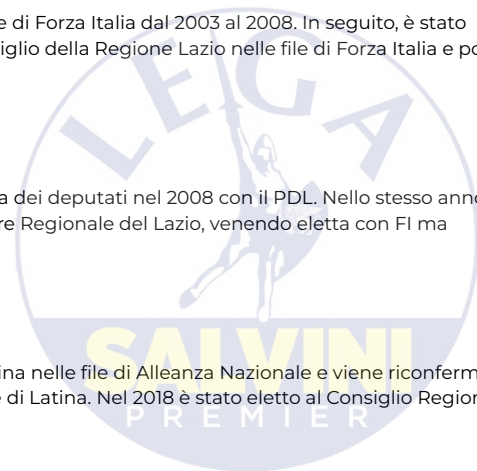 e di Forza Italia dal 2003 al 2008. In seguito, è stato
iglio della Regione Lazio nelle file di Forza Italia e po
LEGA
a dei deputati nel 2008 con il PDL. Nello stesso anno
re Regionale del Lazio, venendo eletta con FI ma
SALVINI
ina nelle file di Alleanza Nazionale e viene riconferm
e di Latina. Nel 2018 è stato eletto al Consiglio Region
PREMIER